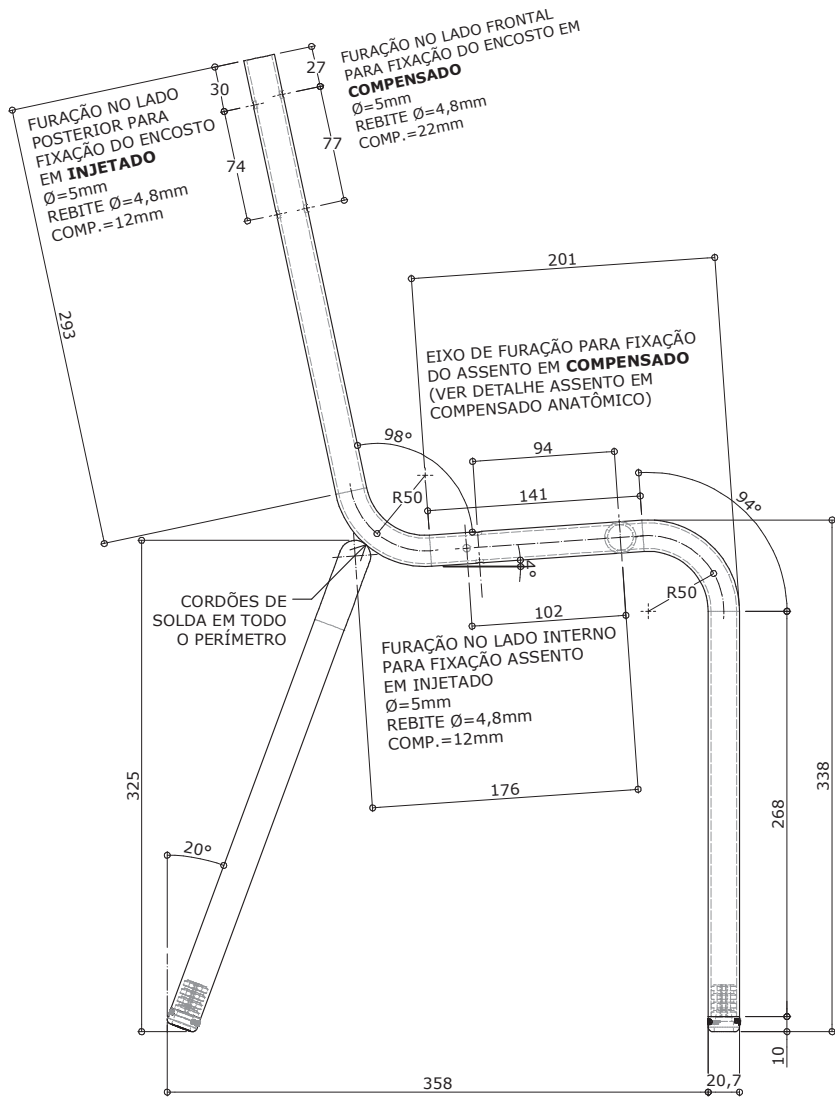 FURAÇÃO NO LADO FRONTAL
PARA FIXAÇÃO DO ENCOSTO EM
COMPENSADO
Ø=5mm
REBITE Ø=4,8mm
COMP.=22mm
27
30
77
74
FURAÇÃO NO LADO
POSTERIOR PARA
FIXAÇÃO DO ENCOSTO
EM INJETADO
Ø=5mm
REBITE Ø=4,8mm
COMP.=12mm
293
201
EIXO DE FURAÇÃO PARA FIXAÇÃO
DO ASSENTO EM COMPENSADO
(VER DETALHE ASSENTO EM
COMPENSADO ANATÔMICO)
98°
94
R50
141
94°
4°
R50
102
CORDÕES DE
SOLDA EM TODO
O PERÍMETRO
FURAÇÃO NO LADO INTERNO
PARA FIXAÇÃO ASSENTO
EM INJETADO
Ø=5mm
REBITE Ø=4,8mm
COMP.=12mm
176
325
338
268
20°
10
358
20,7